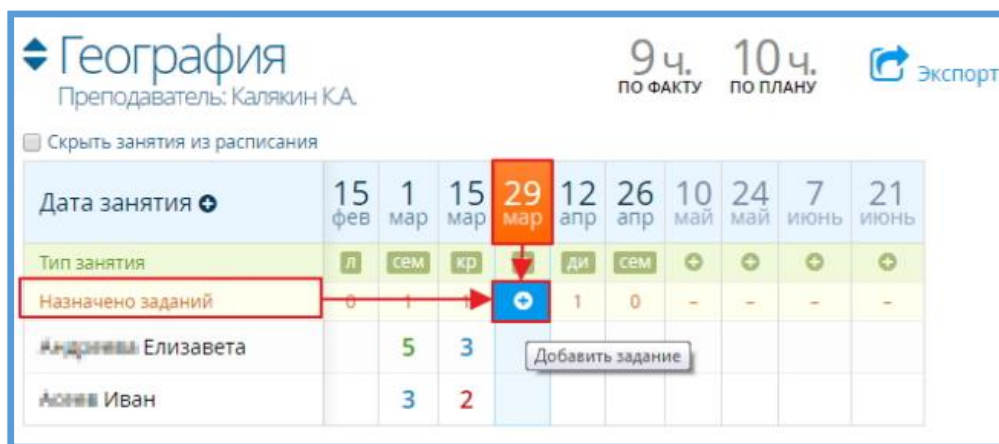 География
Преподаватель: Калякин К.А.
9 ч.
ПО ФАКТУ
10 ч.
ПО ПЛАНУ
Экспорт
Скрыть занятия из расписания
Дата занятия 15 фев 1 мар 15 мар 29 мар 12 апр 26 апр 10 май 24 май 7 июнь 21 июнь
Тип занятия л сем кр ди сем
Назначено заданий 0 1 1 1 0 - - - -
Елизавета 5 3
Добавить задание
Иван 3 2